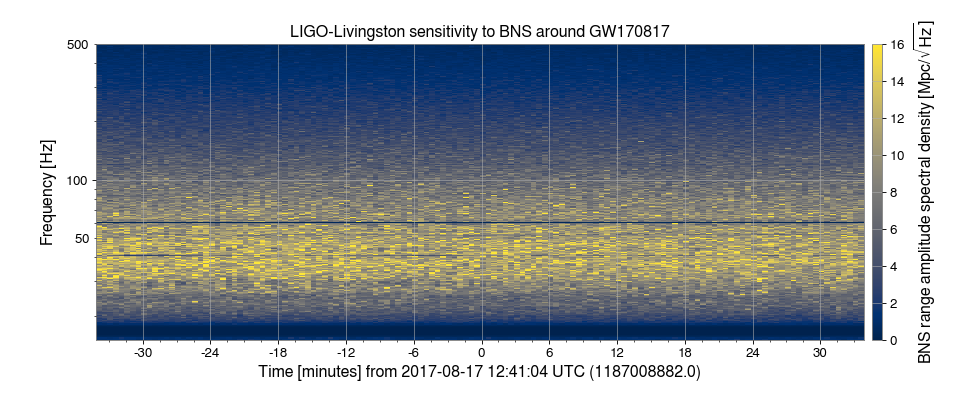 LIGO-Livingston sensitivity to BNS around GW170817
500
100
50
Frequency [Hz]
-30 -24 -18 -12 -6 0 6 12 18 24 30
Time [minutes] from 2017-08-17 12:41:04 UTC (1187008882.0)
16
14
12
10
8
6
4
2
0
BNS range amplitude spectral density [Mpc/√Hz]